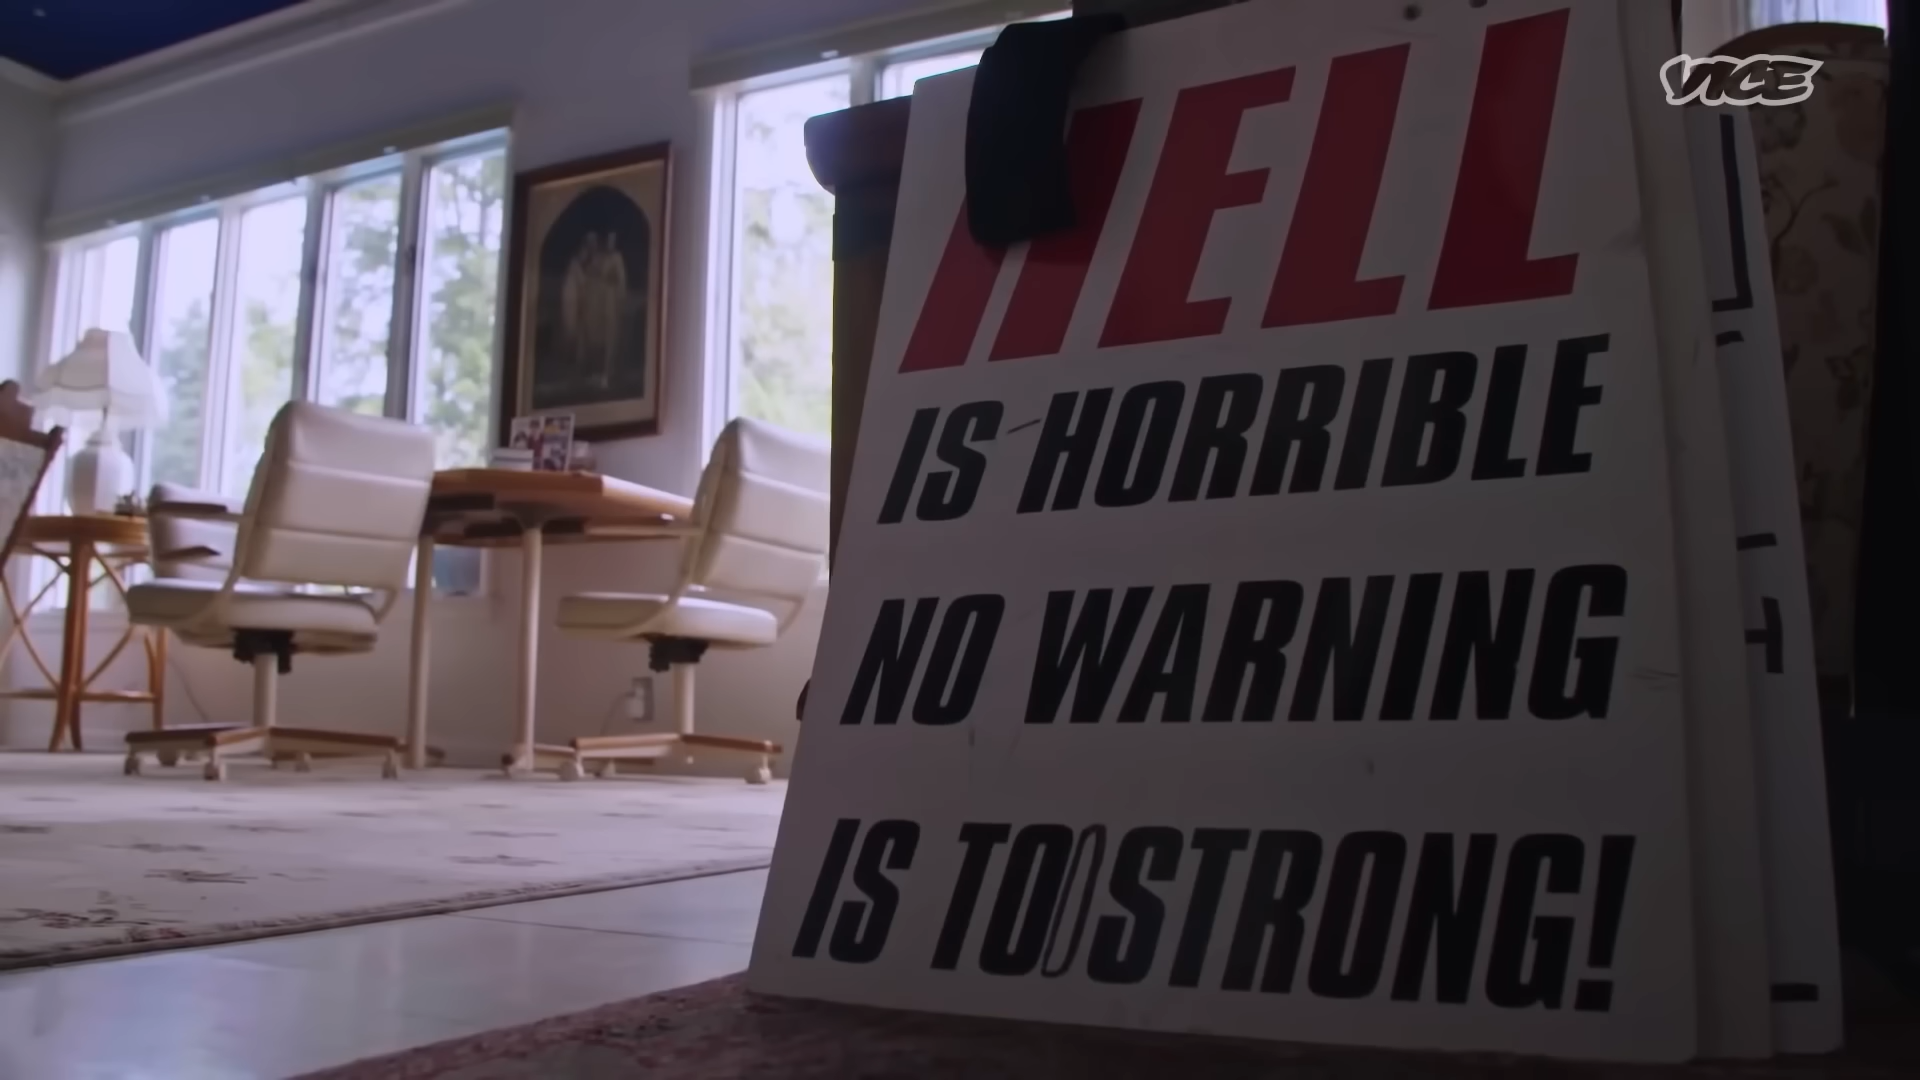 VICE
HELL
IS HORRIBLE
NO WARNING
IS TOO STRONG!